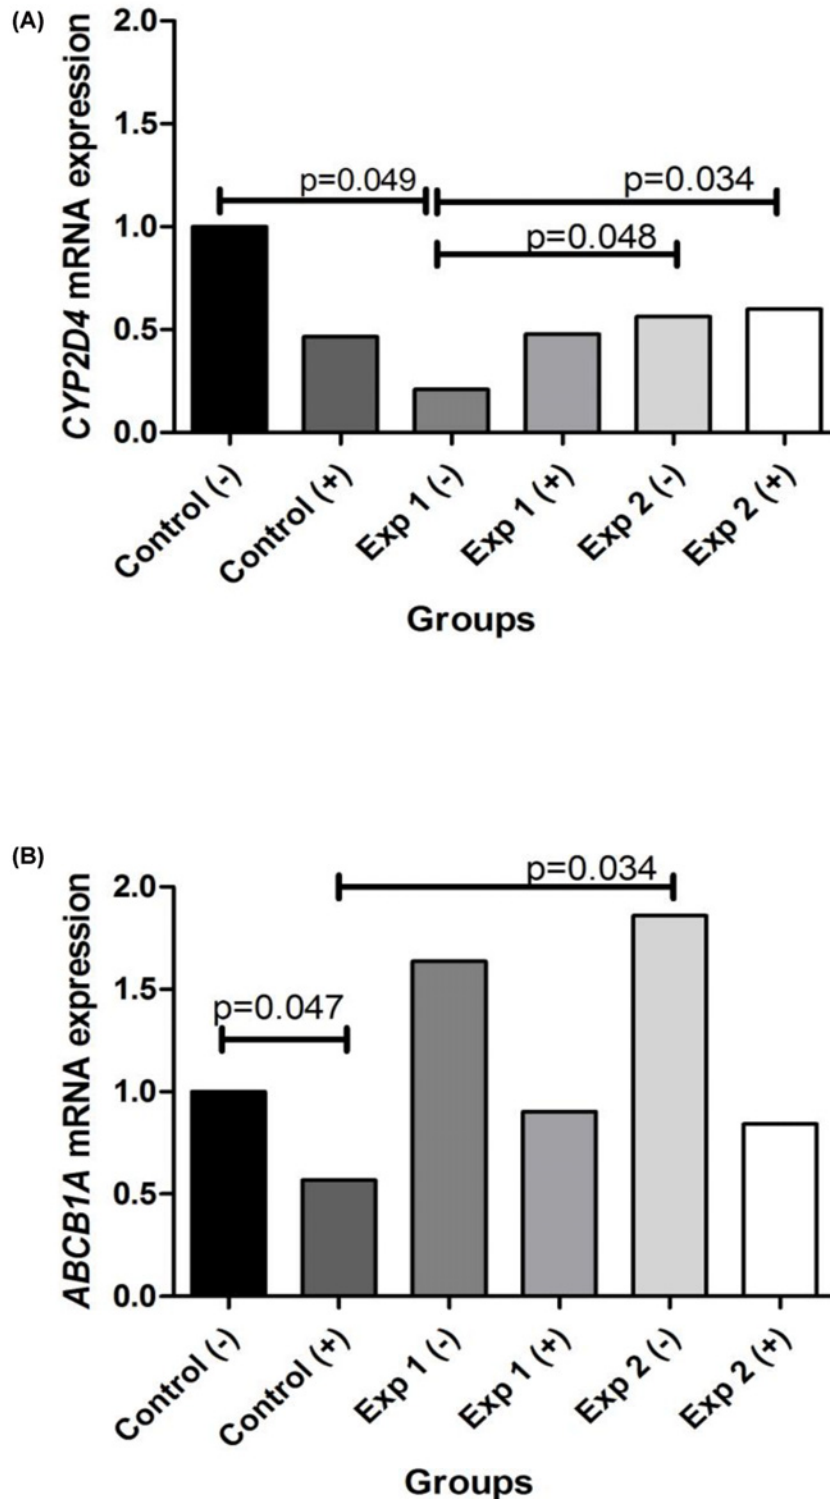 (A)
CYP2D4 mRNA expression
2.0
1.5
1.0
0.5
0.0
p=0.049
p=0.034
p=0.048
Control (-)
Control (+)
Exp 1 (-)
Exp 1 (+)
Exp 2 (-)
Exp 2 (+)
Groups
(B)
ABCB1A mRNA expression
2.0
1.5
1.0
0.5
0.0
p=0.034
p=0.047
Control (-)
Control (+)
Exp 1 (-)
Exp 1 (+)
Exp 2 (-)
Exp 2 (+)
Groups